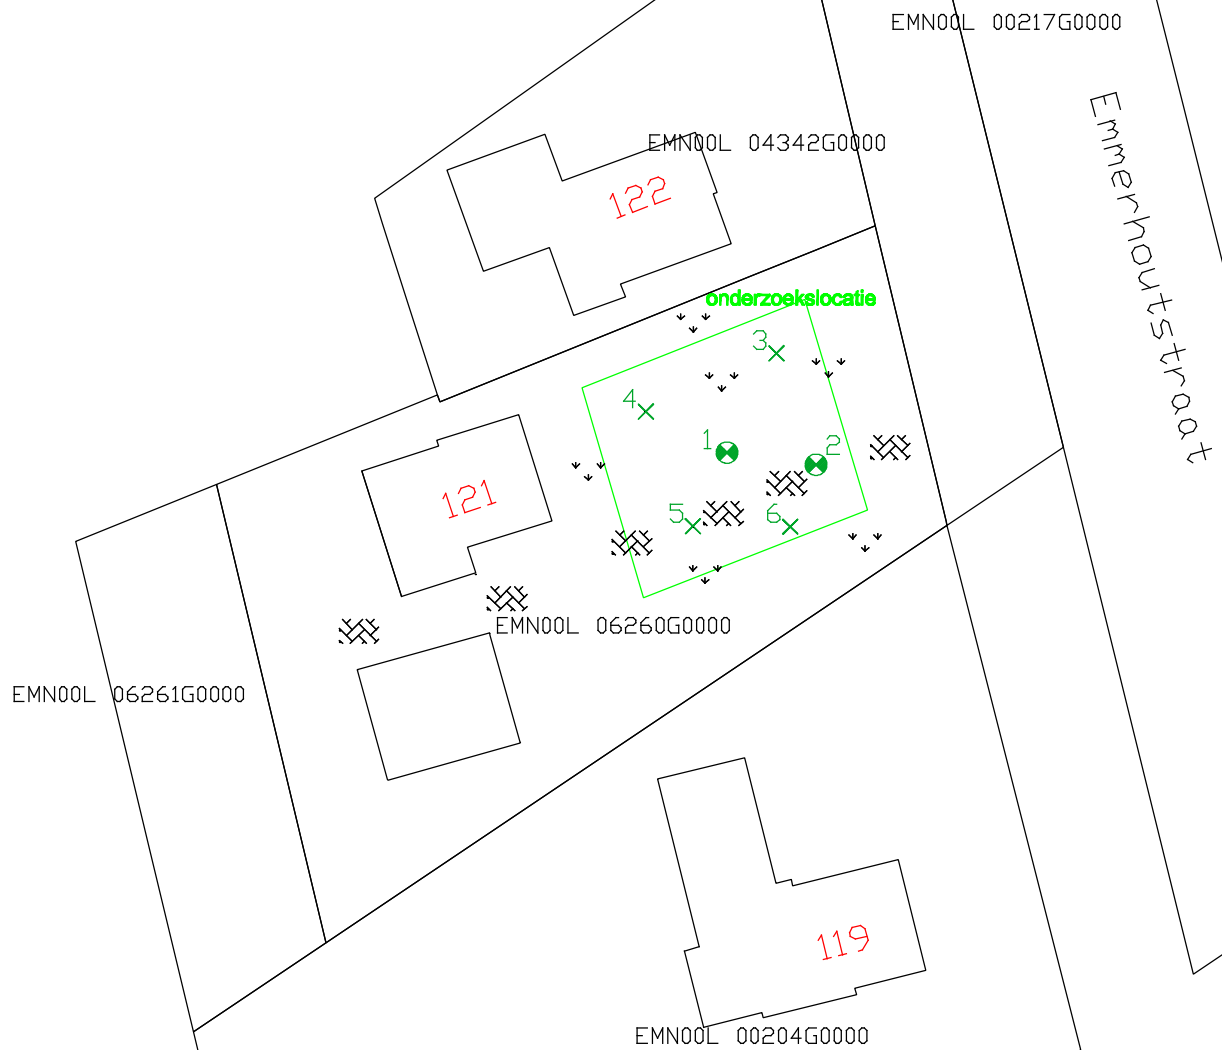 EMN00L 00217G0000
Emmerhoutstraat
EMN00L 04342G0000
122
onderzoekslocatie
3
4
1
2
121
5
6
EMN00L 06260G0000
EMN00L 06261G0000
119
EMN00L 00204G0000